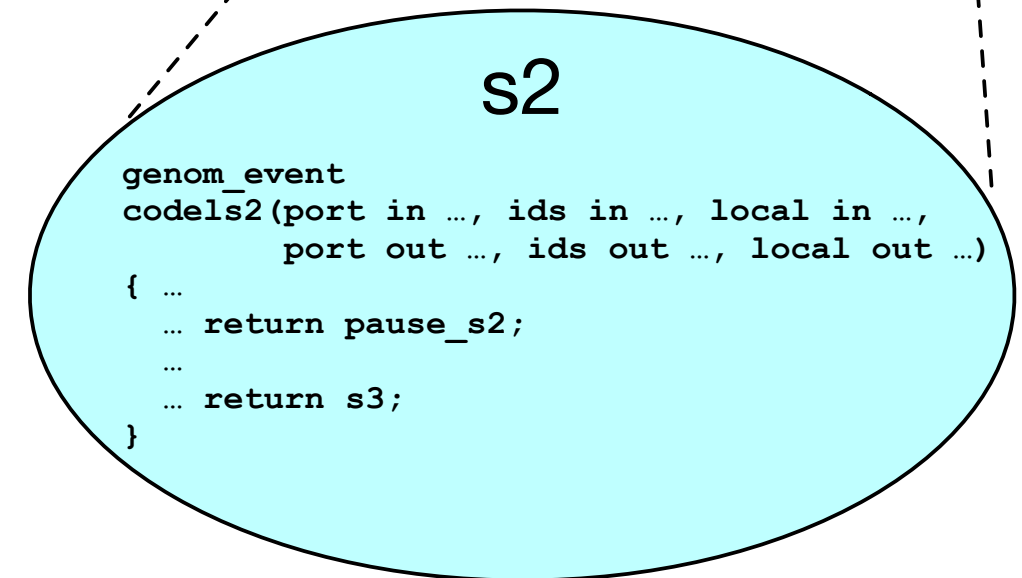 s2
genom_event
codels2(port in …, ids in …, local in …,
port out …, ids out …, local out …)
{ …
… return pause_s2;
…
… return s3;
}